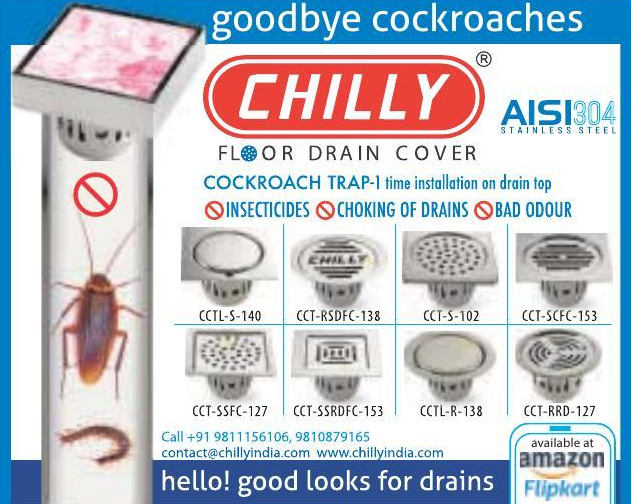 goodbye cockroaches
CHILLY®
FLOOR DRAIN COVER
AISI304
STAINLESS STEEL
COCKROACH TRAP-1 time installation on drain top
INSECTICIDES CHOKING OF DRAINS BAD ODOUR
CHILLY
CCTL-S-140 CCT-RSDFC-138 CCT-S-102 CCT-SCFC-153
CCT-SSFC-127 CCT-SSRDFC-153 CCTL-R-138 CCT-RRD-127
Call +91 9811156106, 9810879165
contact@chillyindia.com www.chillyindia.com
hello! good looks for drains
available at
amazon
Flipkart